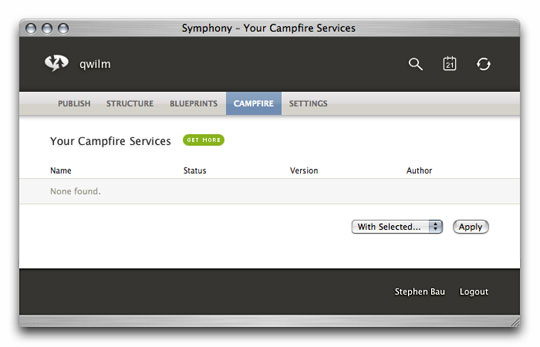 Symphony – Your Campfire Services
qwilm
21
PUBLISH STRUCTURE BLUEPRINTS CAMPFIRE SETTINGS
Your Campfire Services GET MORE
Name Status Version Author
None found.
With Selected... Apply
Stephen Bau Logout